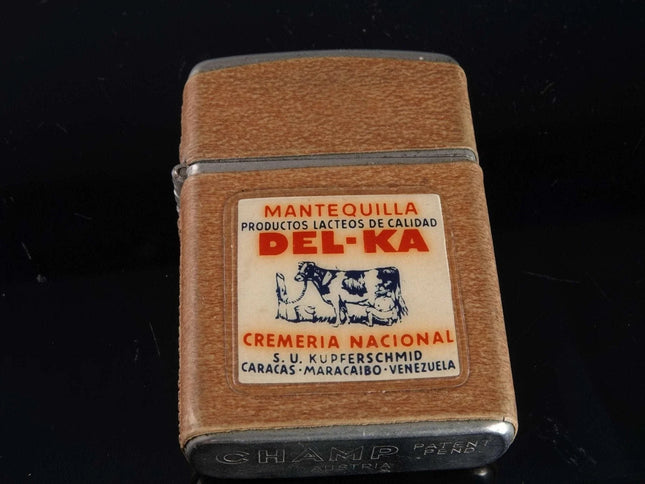 MANTEQUILLA
PRODUCTOS LACTEOS DE CALIDAD
DEL-KA
CREMERIA NACIONAL
S. U. KUPFERSCHMID
CARACAS · MARACAIBO · VENEZUELA
CHAMP PATENT
AUSTRIA PEND.